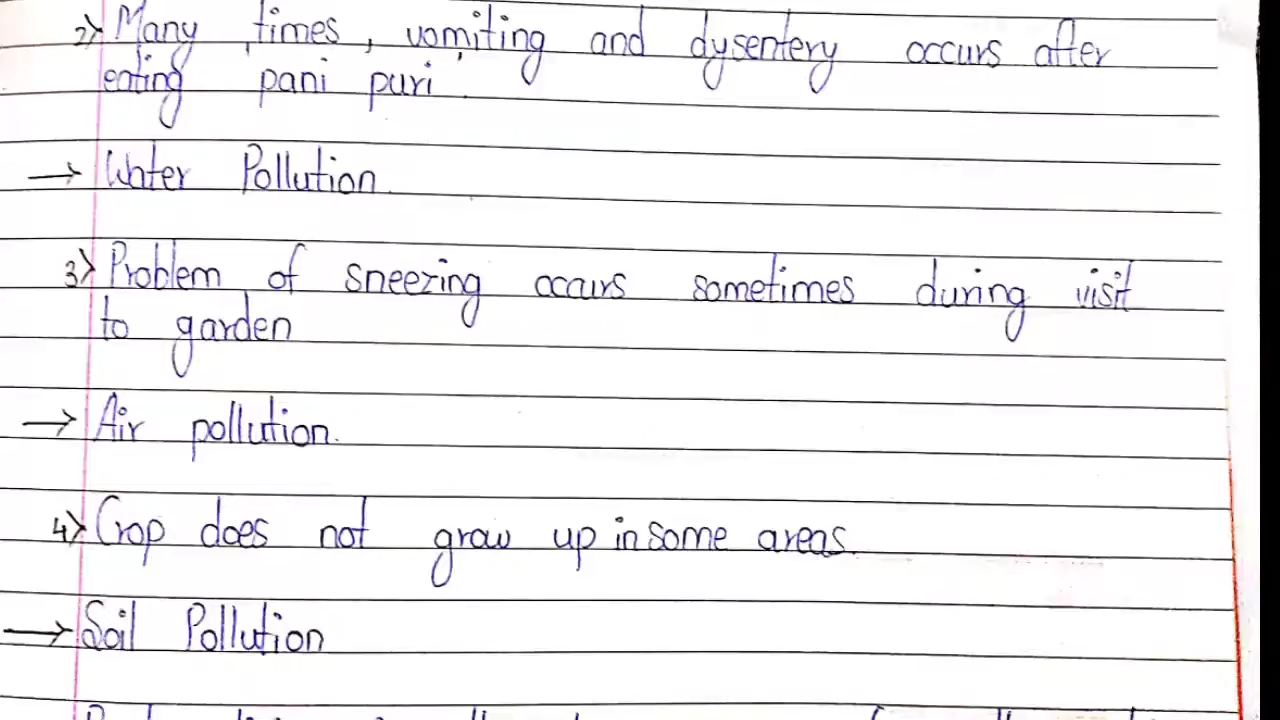 2) Many times, vomiting and dysentery occurs after
eating 'pani puri'.
→ Water Pollution.
3) Problem of sneezing occurs sometimes during visit
to garden
→ Air pollution.
4) Crop does not grow up in some areas.
→ Soil Pollution